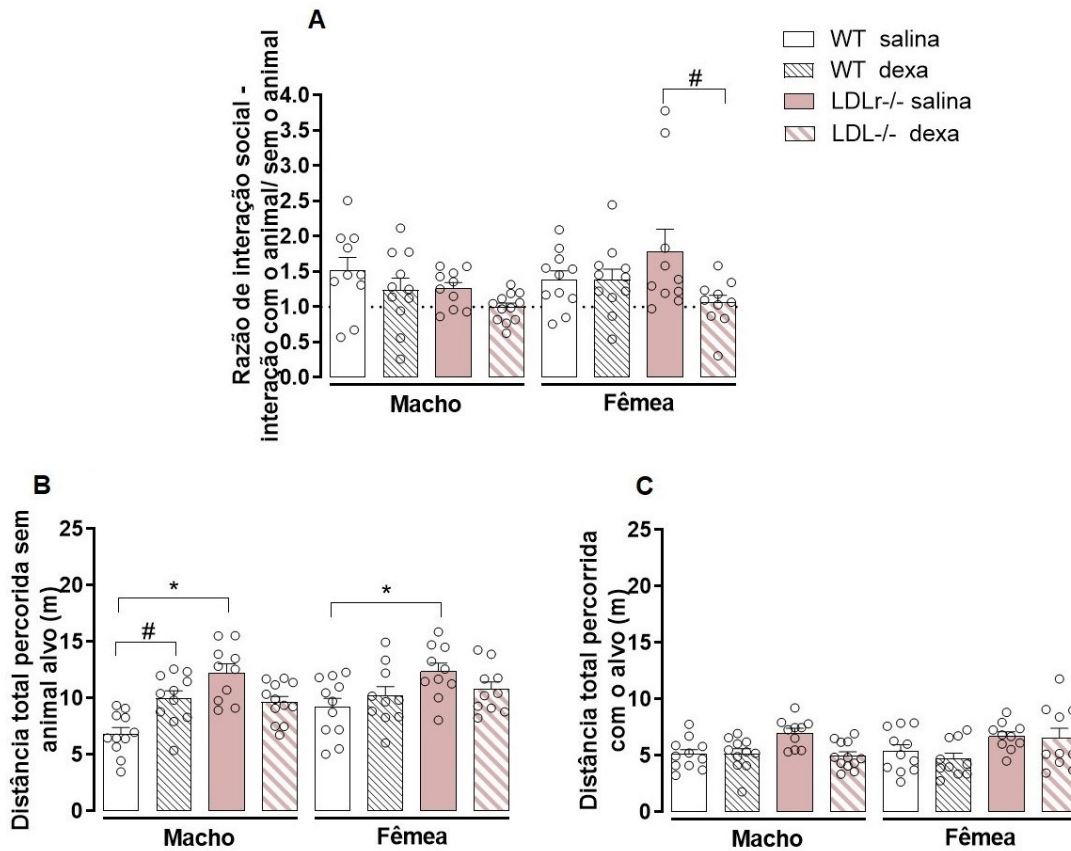 A
WT salina
WT dexa
LDLr-/- salina
LDL-/- dexa
#
Razão de interação social -
interação com o animal/ sem o animal
4.0
3.5
3.0
2.5
2.0
1.5
1.0
0.0
Macho
Fêmea
B
Distância total percorida sem
animal alvo (m)
25
20
15
10
5
0
*
#
*
Macho
Fêmea
C
Distância total percorrida
com o alvo (m)
25
20
15
10
5
0
Macho
Fêmea